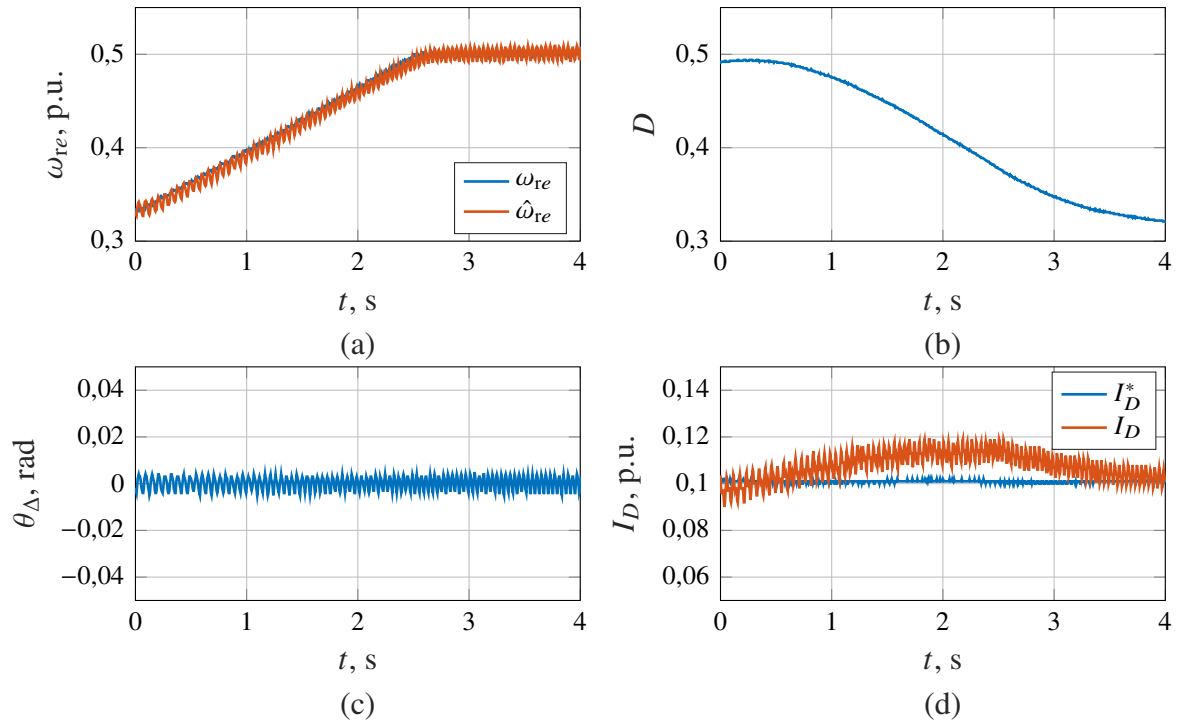 0,5
0,4
0,3
ω_re, p.u.
ω_re
ω̂_re
0 1 2 3 4
t, s
(a)
0,5
0,4
0,3
D
0 1 2 3 4
t, s
(b)
0,04
0,02
0
−0,02
−0,04
θ_Δ, rad
0 1 2 3 4
t, s
(c)
0,14
0,12
0,1
0,08
0,06
I_D, p.u.
I*_D
I_D
0 1 2 3 4
t, s
(d)